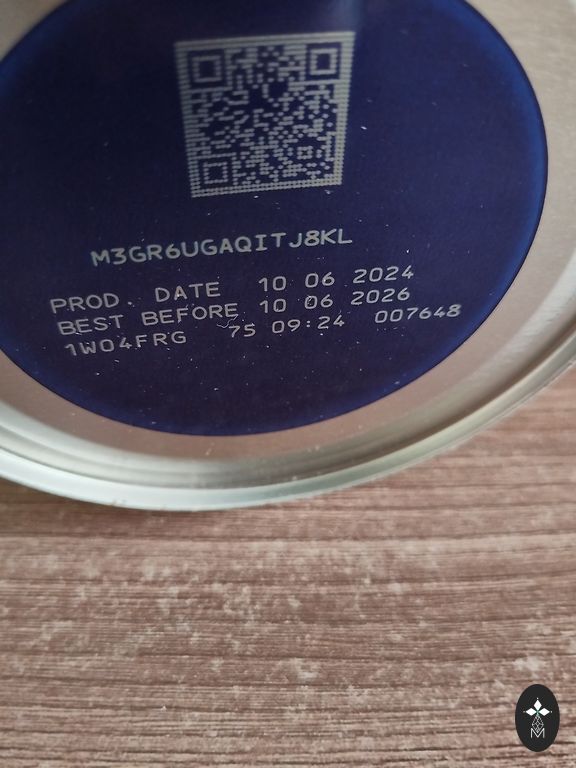 M3GR6UGAQITJ8KL
PROD. DATE 10 06 2024
BEST BEFORE 10 06 2026
1W04FRG 75 09:24 007648
M